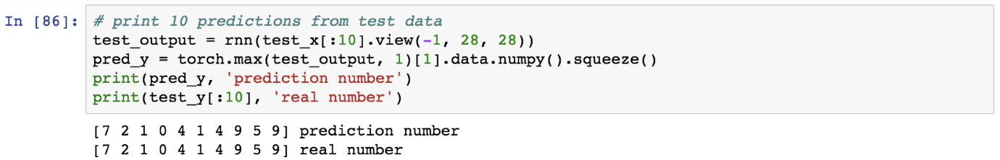 In [86]: # print 10 predictions from test data
test_output = rnn(test_x[:10].view(-1, 28, 28))
pred_y = torch.max(test_output, 1)[1].data.numpy().squeeze()
print(pred_y, 'prediction number')
print(test_y[:10], 'real number')
[7 2 1 0 4 1 4 9 5 9] prediction number
[7 2 1 0 4 1 4 9 5 9] real number